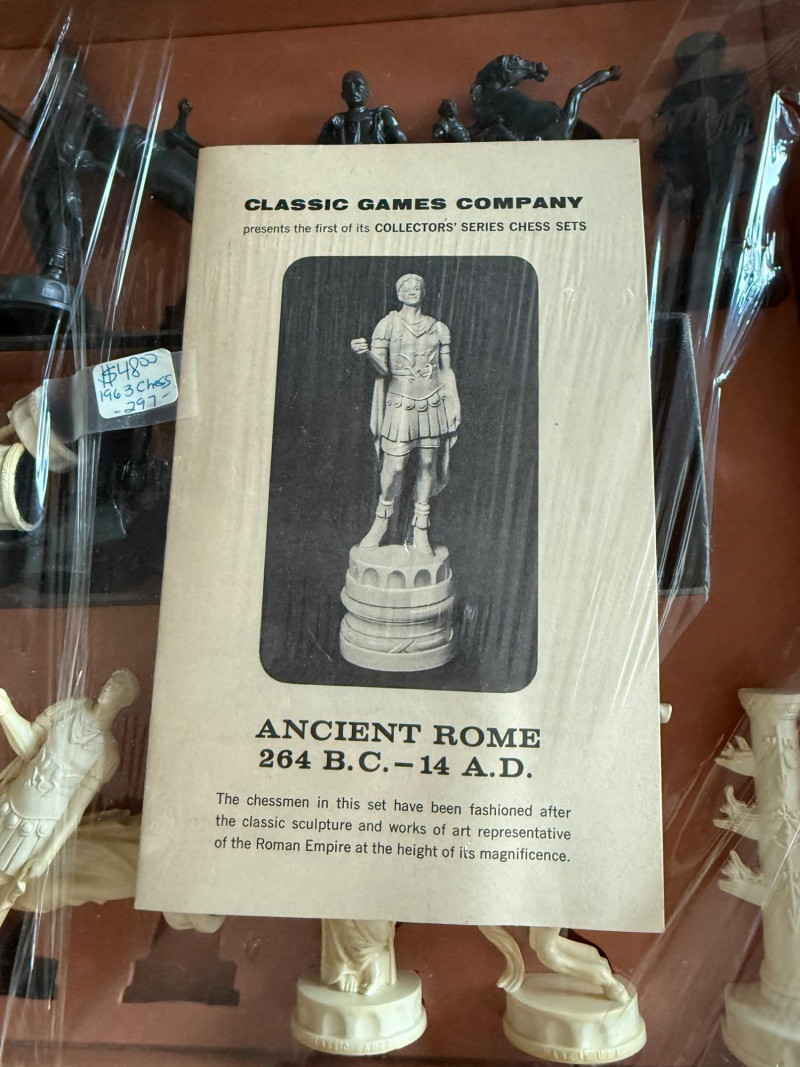 CLASSIC GAMES COMPANY
presents the first of its COLLECTORS' SERIES CHESS SETS
$48.00
1963 Chess
-297-
ANCIENT ROME
264 B.C.–14 A.D.
The chessmen in this set have been fashioned after
the classic sculpture and works of art representative
of the Roman Empire at the height of its magnificence.